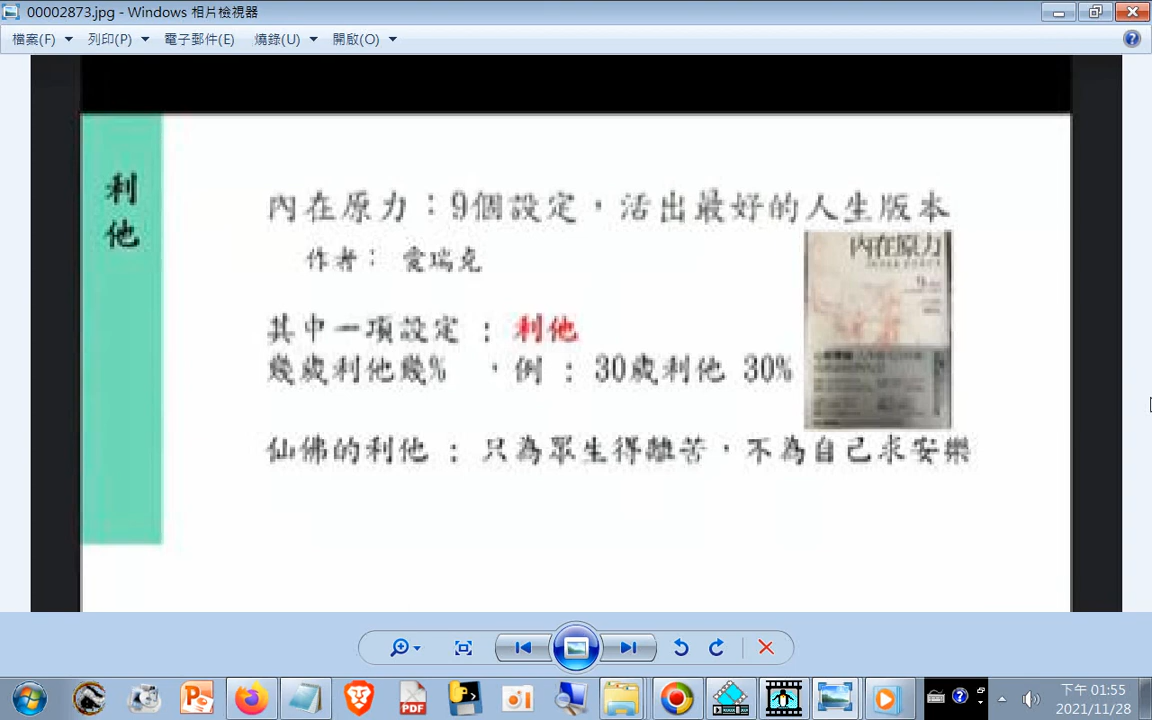 00002873.jpg - Windows 相片檢視器
檔案(F) 列印(P) 電子郵件(E) 燒錄(U) 開啟(O)
利他
內在原力：9個設定，活出最好的人生版本
作者： 愛瑞克
內在原力
其中一項設定 : 利他
幾歲利他幾% ，例 : 30歲利他 30%
仙佛的利他 : 只為眾生得離苦，不為自己求安樂
PDF
下午 01:55
2021/11/28